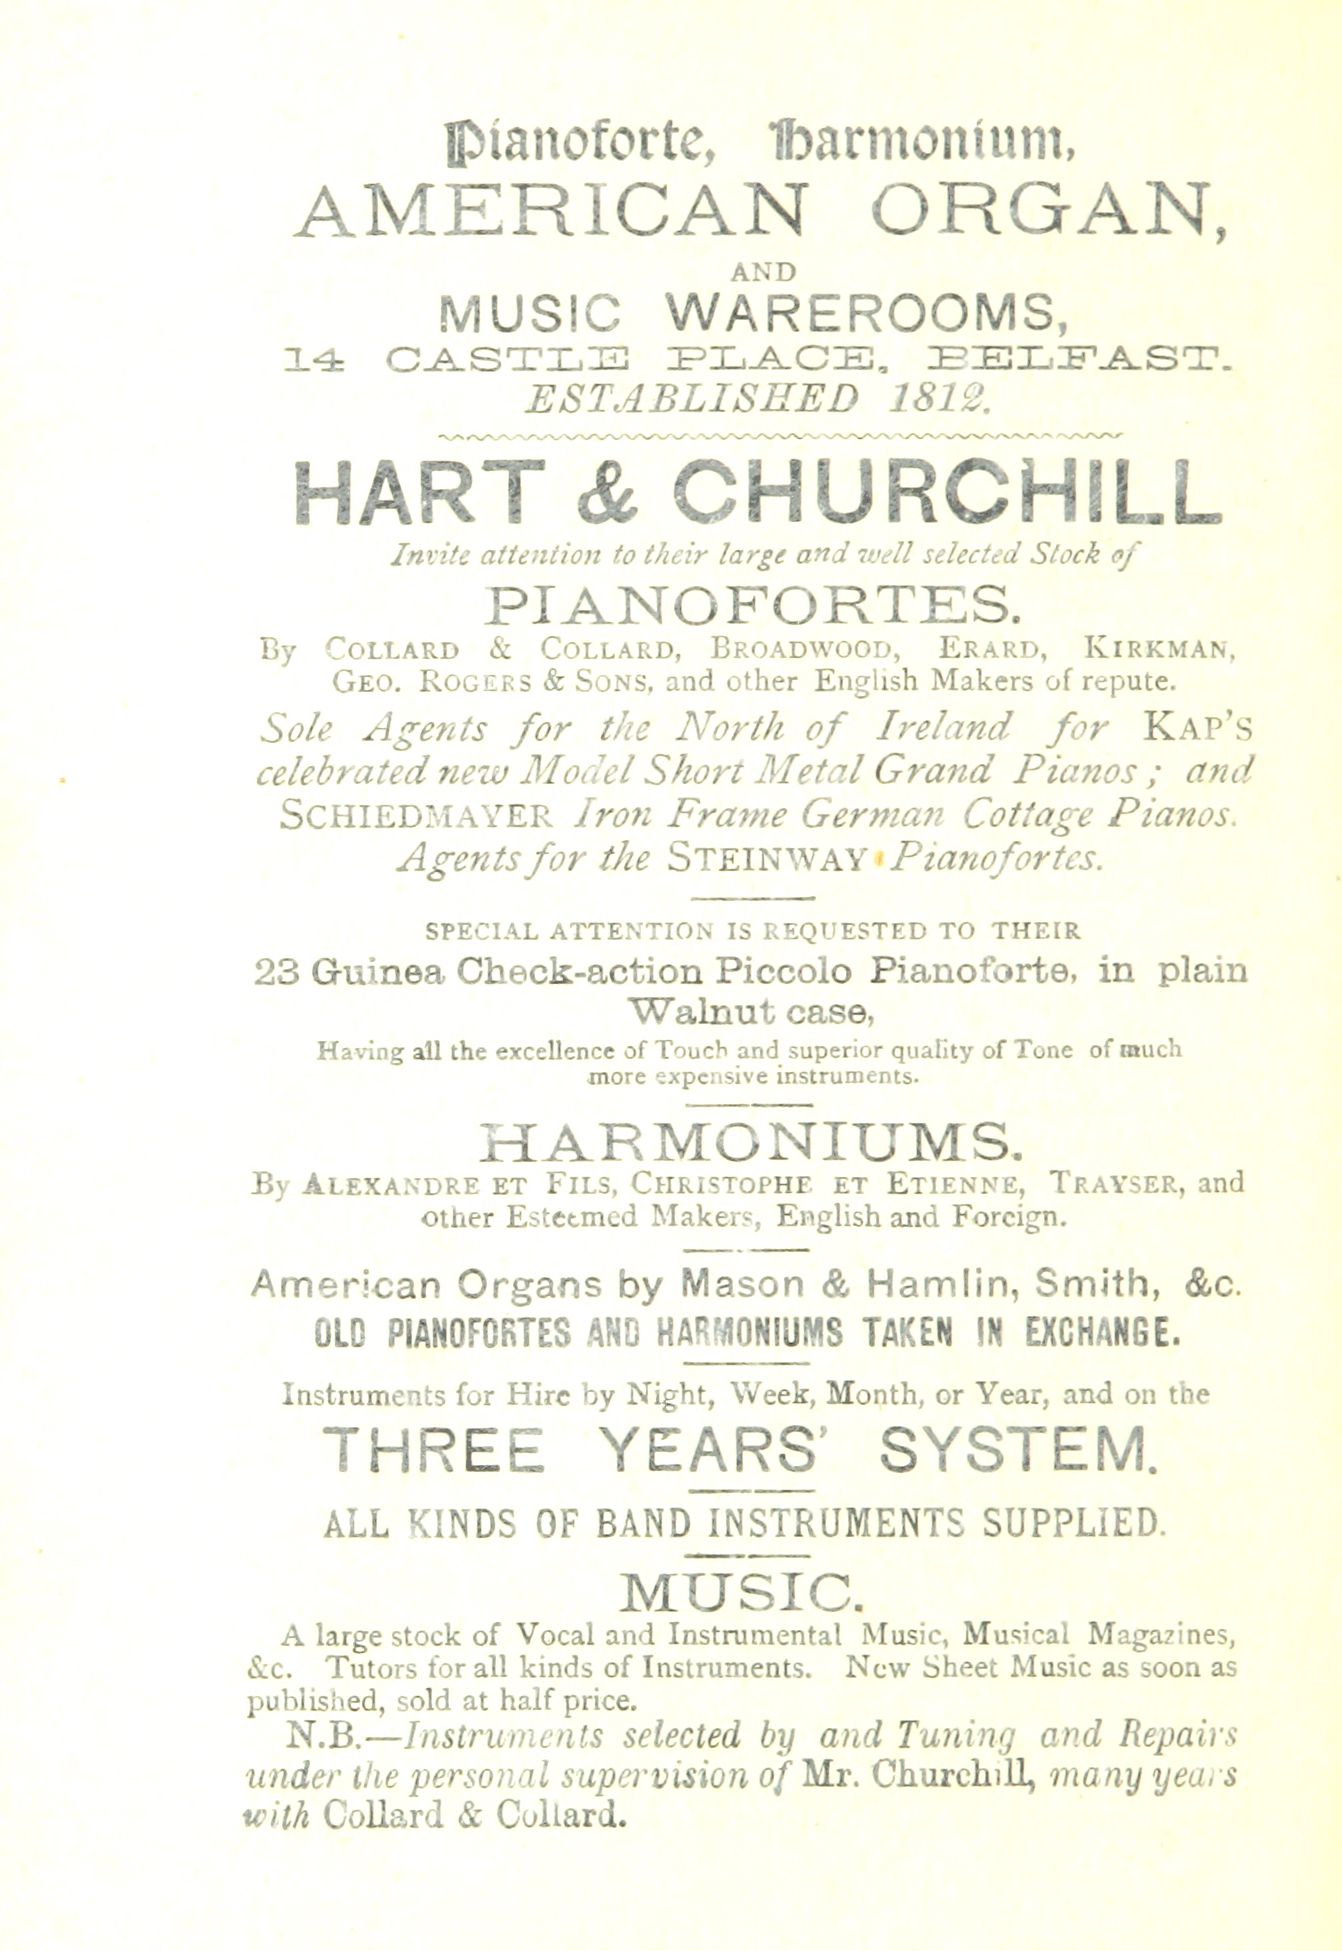 Pianoforte, Harmonium,
AMERICAN ORGAN,
AND
MUSIC WAREROOMS,
14 CASTLE PLACE, BELFAST.
ESTABLISHED 1812.
HART & CHURCHILL
Invite attention to their large and well selected Stock of
PIANOFORTES.
By COLLARD & COLLARD, BROADWOOD, ERARD, KIRKMAN,
GEO. ROGERS & SONS, and other English Makers of repute.
Sole Agents for the North of Ireland for KAP'S
celebrated new Model Short Metal Grand Pianos; and
SCHIEDMAYER Iron Frame German Cottage Pianos.
Agents for the STEINWAY Pianofortes.
SPECIAL ATTENTION IS REQUESTED TO THEIR
23 Guinea Check-action Piccolo Pianoforte, in plain
Walnut case,
Having all the excellence of Touch and superior quality of Tone of much
more expensive instruments.
HARMONIUMS.
By ALEXANDRE ET FILS, CHRISTOPHE ET ETIENNE, TRAYSER, and
other Esteemed Makers, English and Foreign.
American Organs by Mason & Hamlin, Smith, &c.
OLD PIANOFORTES AND HARMONIUMS TAKEN IN EXCHANGE.
Instruments for Hire by Night, Week, Month, or Year, and on the
THREE YEARS' SYSTEM.
ALL KINDS OF BAND INSTRUMENTS SUPPLIED.
MUSIC.
A large stock of Vocal and Instrumental Music, Musical Magazines,
&c. Tutors for all kinds of Instruments. New Sheet Music as soon as
published, sold at half price.
N.B.—Instruments selected by and Tuning and Repairs
under the personal supervision of Mr. Churchill, many years
with Collard & Collard.